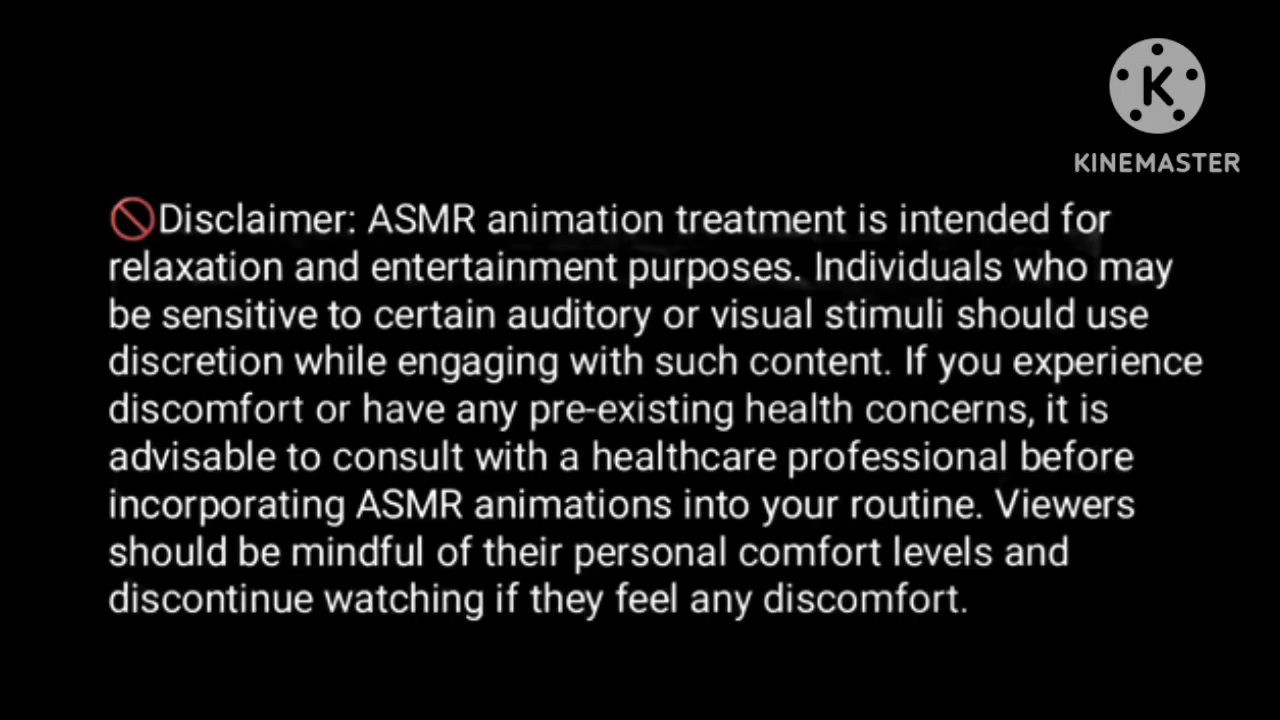 K
KINEMASTER
🚫Disclaimer: ASMR animation treatment is intended for
relaxation and entertainment purposes. Individuals who may
be sensitive to certain auditory or visual stimuli should use
discretion while engaging with such content. If you experience
discomfort or have any pre-existing health concerns, it is
advisable to consult with a healthcare professional before
incorporating ASMR animations into your routine. Viewers
should be mindful of their personal comfort levels and
discontinue watching if they feel any discomfort.